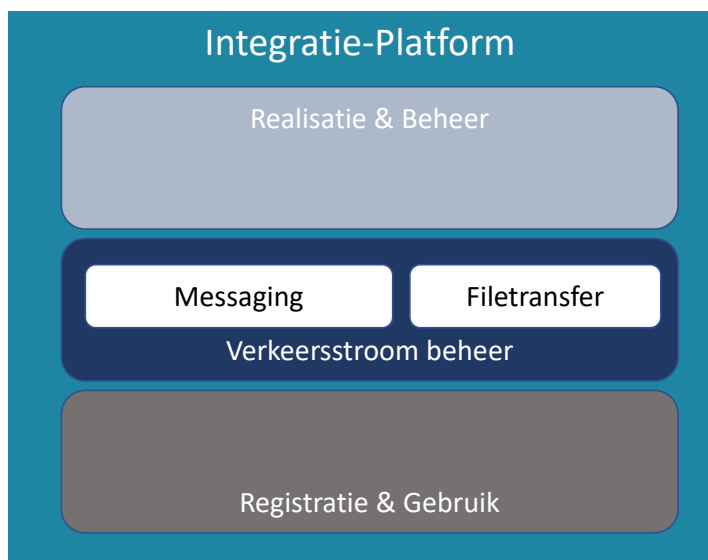 Integratie-Platform
Realisatie & Beheer
Messaging
Filetransfer
Verkeersstroom beheer
Registratie & Gebruik